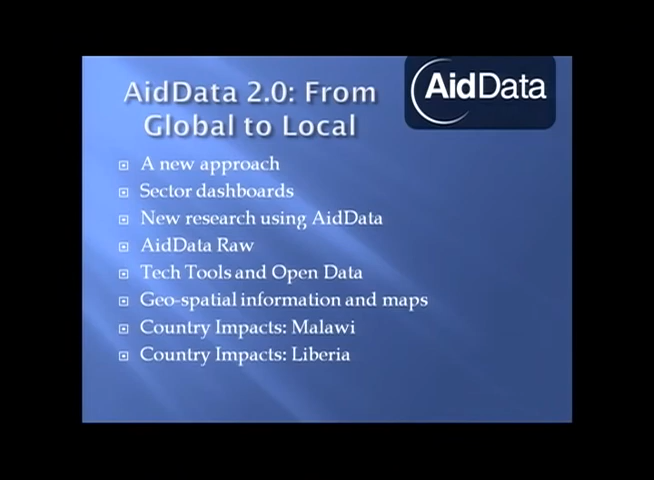 AidData 2.0: From
Global to Local
AidData
A new approach
Sector dashboards
New research using AidData
AidData Raw
Tech Tools and Open Data
Geo-spatial information and maps
Country Impacts: Malawi
Country Impacts: Liberia